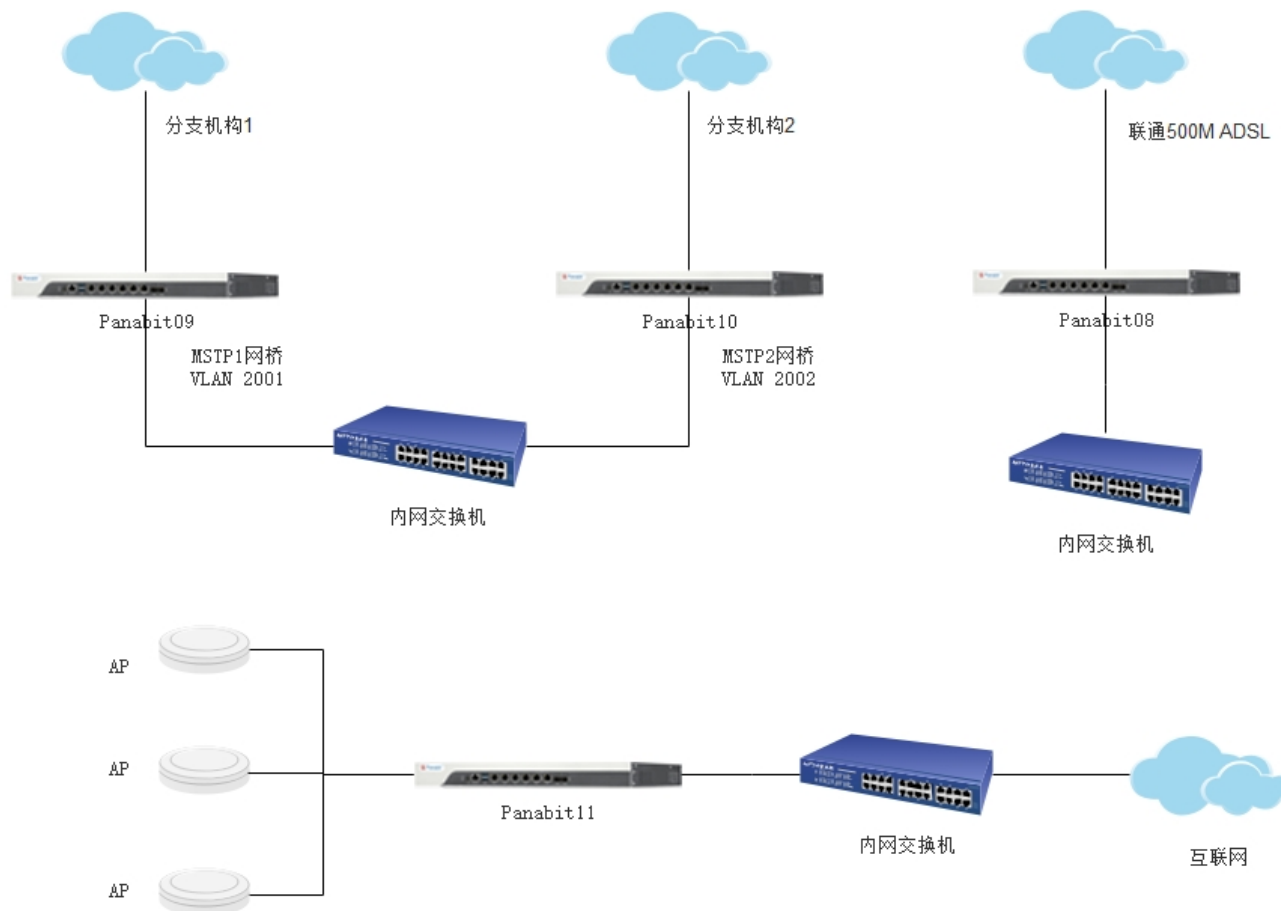 分支机构1
分支机构2
联通500M ADSL
Panabit09
Panabit10
Panabit08
MSTP1网桥
VLAN 2001
MSTP2网桥
VLAN 2002
内网交换机
内网交换机
AP
AP
Panabit11
内网交换机
互联网
AP